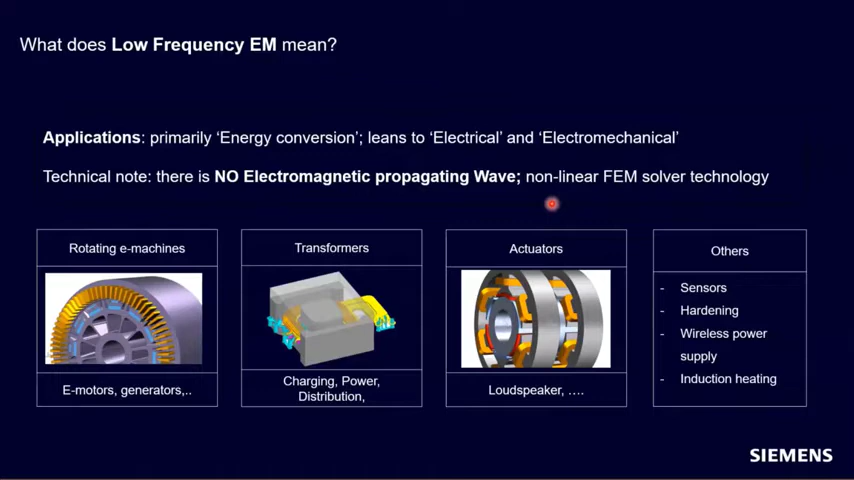 What does Low Frequency EM mean?
Applications: primarily ‘Energy conversion’; leans to ‘Electrical’ and ‘Electromechanical’
Technical note: there is NO Electromagnetic propagating Wave; non-linear FEM solver technology
Rotating e-machines
E-motors, generators,..
Transformers
Charging, Power,
Distribution,
Actuators
Loudspeaker, ….
Others
- Sensors
- Hardening
- Wireless power
supply
- Induction heating
SIEMENS